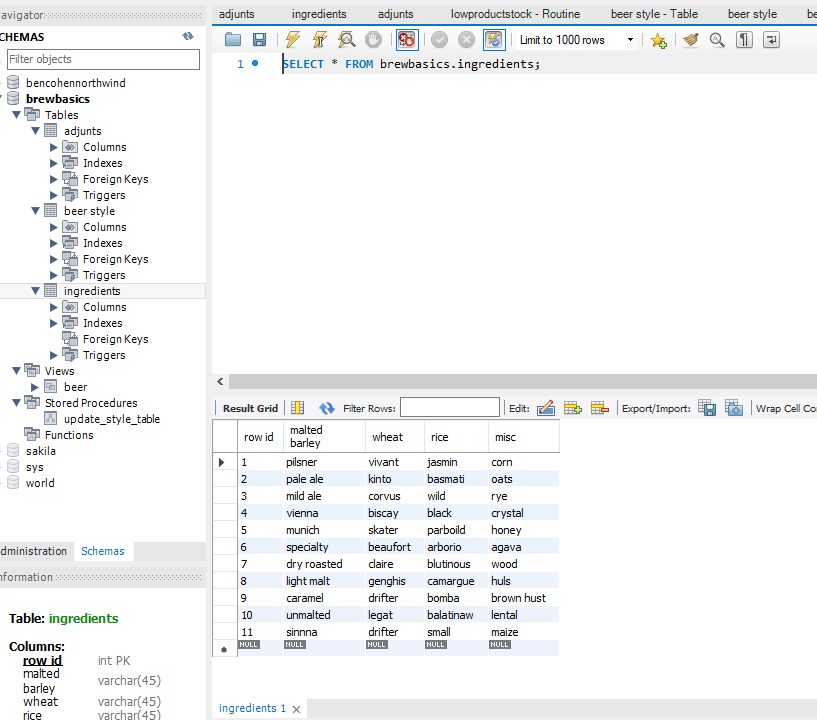 avigator
adjunts ingredients adjunts lowproductstock - Routine beer style - Table beer style
CHEMAS
Limit to 1000 rows
Filter objects
1 SELECT * FROM brewbasics.ingredients;
bencohennorthwind
brewbasics
Tables
adjunts
Columns
Indexes
Foreign Keys
Triggers
beer style
Columns
Indexes
Foreign Keys
Triggers
ingredients
Columns
Indexes
Foreign Keys
Triggers
Views
beer
Stored Procedures
update_style_table
Functions
sakila
sys
world
Result Grid Filter Rows: Edit: Export/Import: Wrap Cell Co
row id malted barley wheat rice misc
1 pilsner vivant jasmin corn
2 pale ale kinto basmati oats
3 mild ale corvus wild rye
4 vienna biscay black crystal
5 munich skater parboild honey
6 specialty beaufort arborio agava
7 dry roasted claire blutinous wood
8 light malt genghis camargue huls
9 caramel drifter bomba brown hust
10 unmalted legat balatinaw lental
11 sinnna drifter small maize
NULL NULL NULL NULL NULL
dministration Schemas
nformation
Table: ingredients
Columns:
row id int PK
malted
barley varchar(45)
wheat varchar(45)
rice varchar(45)
ingredients 1